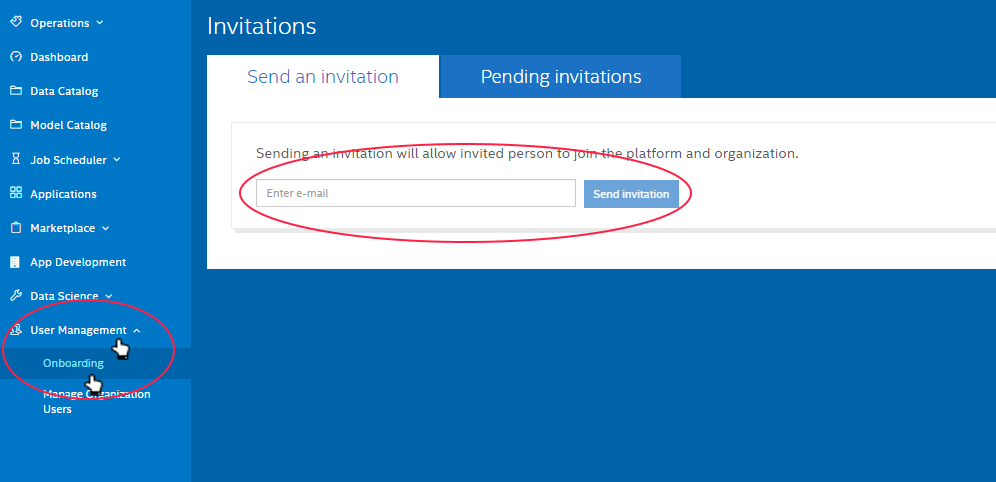 Operations
Dashboard
Data Catalog
Model Catalog
Job Scheduler
Applications
Marketplace
App Development
Data Science
User Management
Onboarding
Manage Organization
Users
Invitations
Send an invitation
Pending invitations
Sending an invitation will allow invited person to join the platform and organization.
Enter e-mail
Send invitation